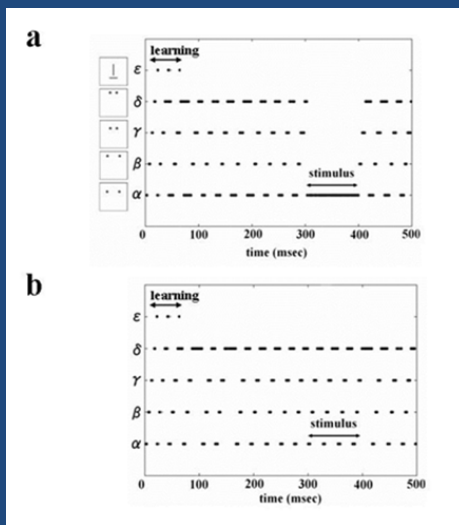 a
learning
ε
δ
γ
β
stimulus
α
0 100 200 300 400 500
time (msec)
b
learning
ε
δ
γ
β
stimulus
α
0 100 200 300 400 500
time (msec)